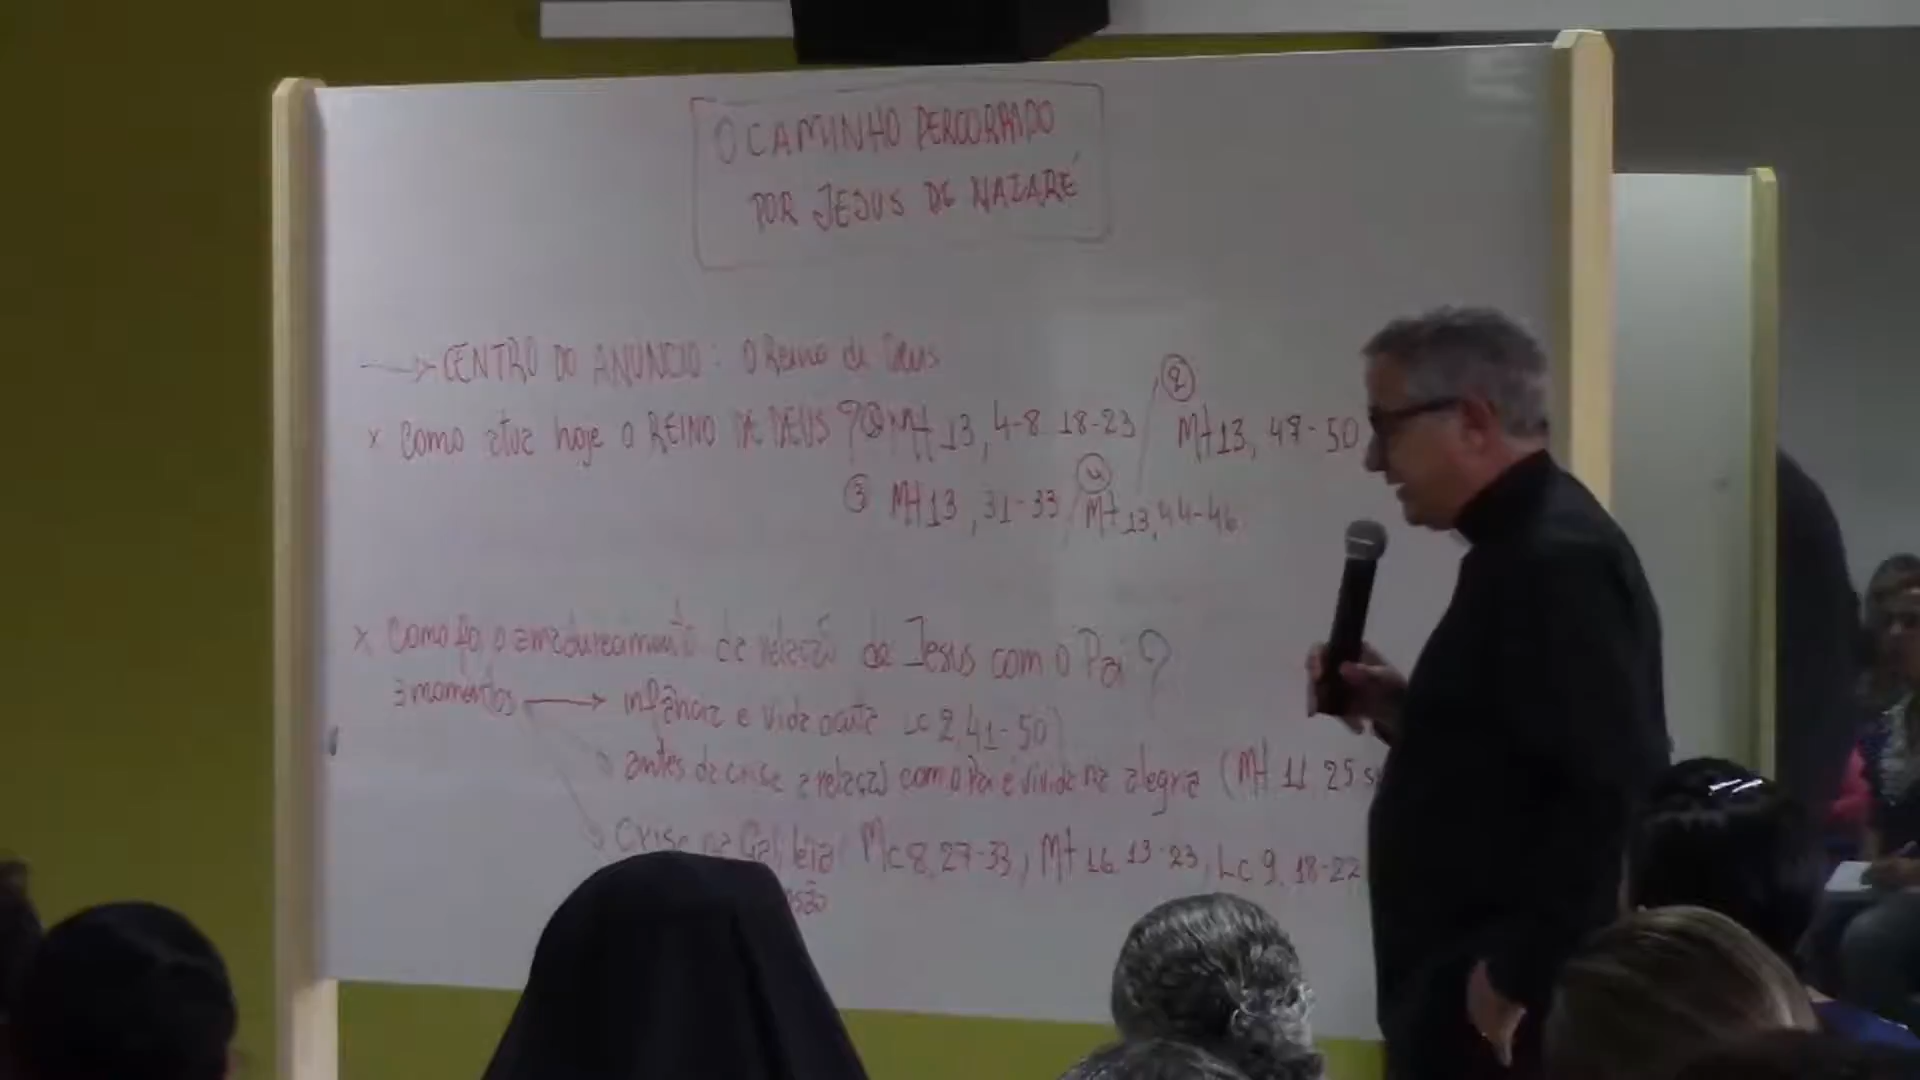 O CAMINHO PERCORRIDO
POR JESUS DE NAZARÉ
→ CENTRO DO ANÚNCIO: O Reino de Deus
x Como atua hoje o REINO DE DEUS? ① Mt 13, 4-8 18-23 / ② Mt 13, 47-50
③ Mt 13, 31-33 / ④ Mt 13, 44-46
x Como foi o amadurecimento da relação de Jesus com o Pai?
3 momentos → infância e vida oculta Lc 2, 41-50)
antes da crise a relação com o Pai é vivida na alegria (Mt 11 25 s
Crise na Galileia Mc 8, 27-33, Mt 16 13-23, Lc 9, 18-22